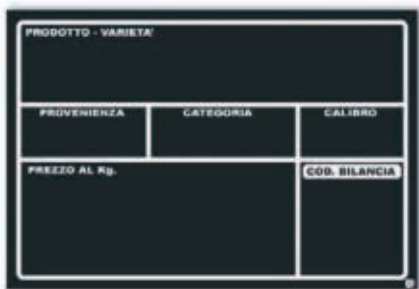 PRODOTTO - VARIETA'
PROVENIENZA CATEGORIA CALIBRO
PREZZO AL Kg. COD. BILANCIA